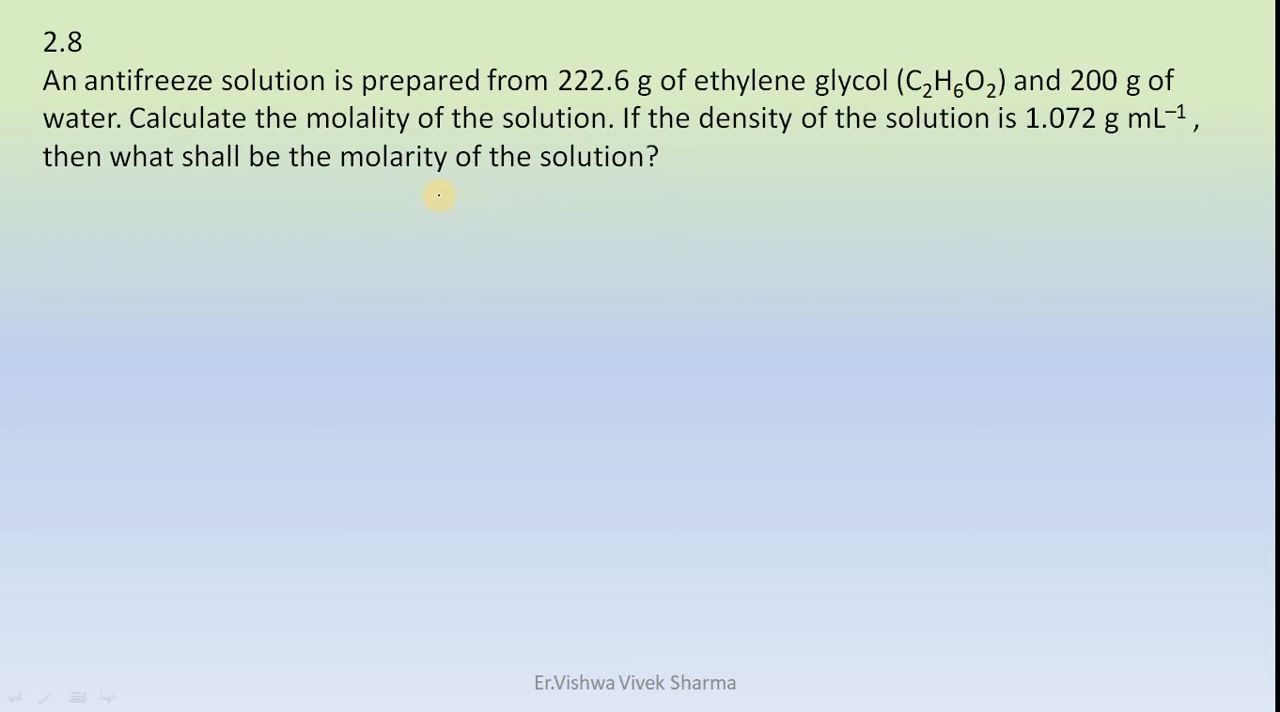 2.8
An antifreeze solution is prepared from 222.6 g of ethylene glycol (C₂H₆O₂) and 200 g of
water. Calculate the molality of the solution. If the density of the solution is 1.072 g mL⁻¹ ,
then what shall be the molarity of the solution?
Er.Vishwa Vivek Sharma